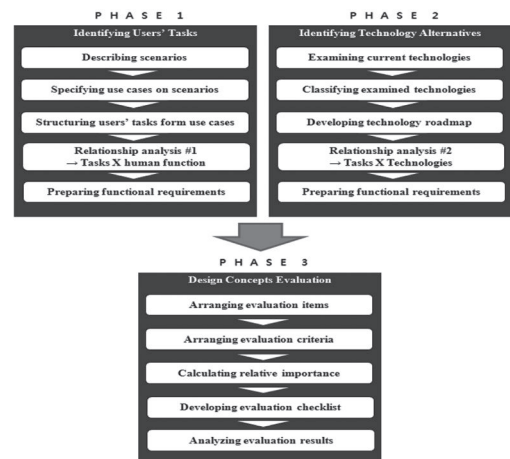 PHASE 1
Identifying Users' Tasks
Describing scenarios
Specifying use cases on scenarios
Structuring users' tasks form use cases
Relationship analysis #1
→ Tasks X human function
Preparing functional requirements
PHASE 2
Identifying Technology Alternatives
Examining current technologies
Classifying examined technologies
Developing technology roadmap
Relationship analysis #2
→ Tasks X Technologies
Preparing functional requirements
PHASE 3
Design Concepts Evaluation
Arranging evaluation items
Arranging evaluation criteria
Calculating relative importance
Developing evaluation checklist
Analyzing evaluation results